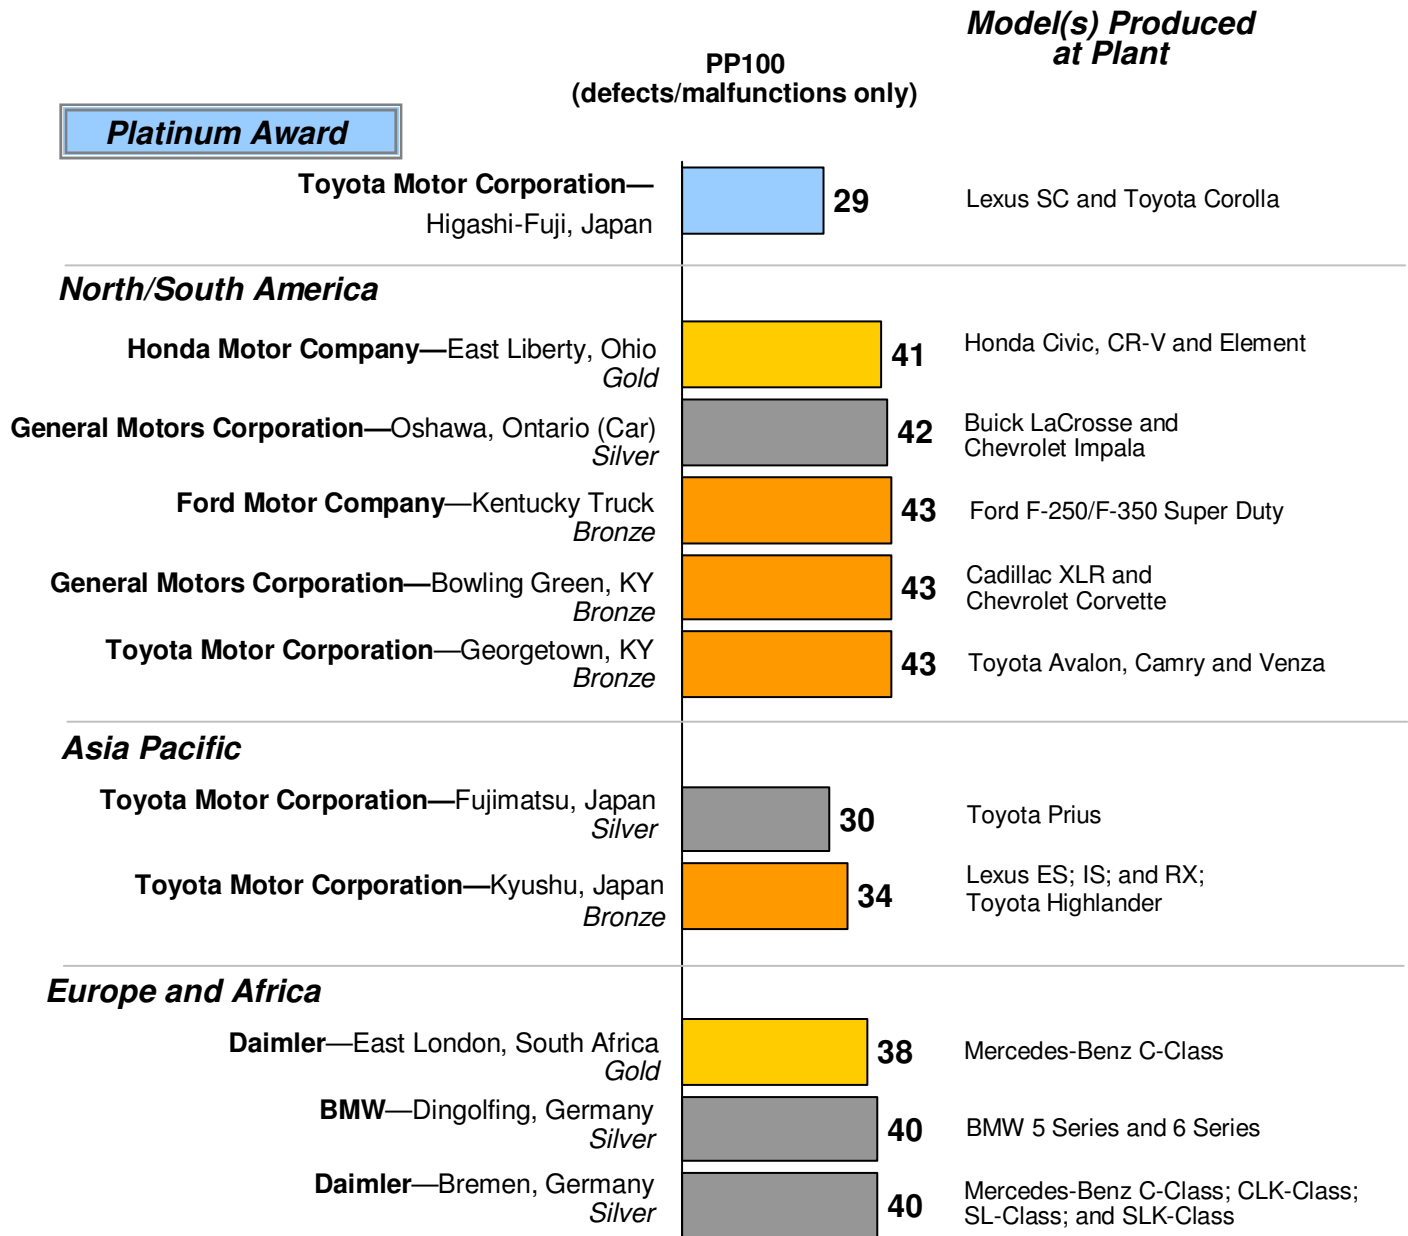 Model(s) Produced
at Plant
PP100
(defects/malfunctions only)
Platinum Award
Toyota Motor Corporation—
Higashi-Fuji, Japan
29
Lexus SC and Toyota Corolla
North/South America
Honda Motor Company—East Liberty, Ohio
Gold
41
Honda Civic, CR-V and Element
General Motors Corporation—Oshawa, Ontario (Car)
Silver
42
Buick LaCrosse and
Chevrolet Impala
Ford Motor Company—Kentucky Truck
Bronze
43
Ford F-250/F-350 Super Duty
General Motors Corporation—Bowling Green, KY
Bronze
43
Cadillac XLR and
Chevrolet Corvette
Toyota Motor Corporation—Georgetown, KY
Bronze
43
Toyota Avalon, Camry and Venza
Asia Pacific
Toyota Motor Corporation—Fujimatsu, Japan
Silver
30
Toyota Prius
Toyota Motor Corporation—Kyushu, Japan
Bronze
34
Lexus ES; IS; and RX;
Toyota Highlander
Europe and Africa
Daimler—East London, South Africa
Gold
38
Mercedes-Benz C-Class
BMW—Dingolfing, Germany
Silver
40
BMW 5 Series and 6 Series
Daimler—Bremen, Germany
Silver
40
Mercedes-Benz C-Class; CLK-Class;
SL-Class; and SLK-Class